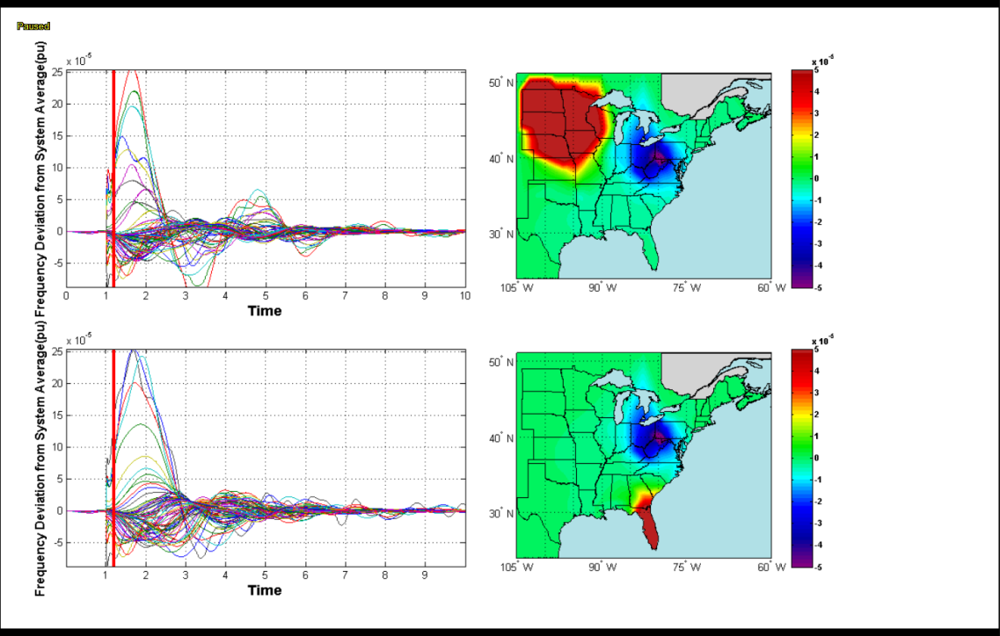 Paused
Frequency Deviation from System Average(pu)
x 10^-5
25
20
15
10
5
0
-5
0 1 2 3 4 5 6 7 8 9 10
Time
50° N
40° N
30° N
105° W 90° W 75° W 60° W
x 10^-5
5
4
3
2
1
0
-1
-2
-3
-4
-5
Frequency Deviation from System Average(pu)
x 10^-5
25
20
15
10
5
0
-5
1 2 3 4 5 6 7 8 9
Time
50° N
40° N
30° N
105° W 90° W 75° W 60° W
x 10^-5
5
4
3
2
1
0
-1
-2
-3
-4
-5